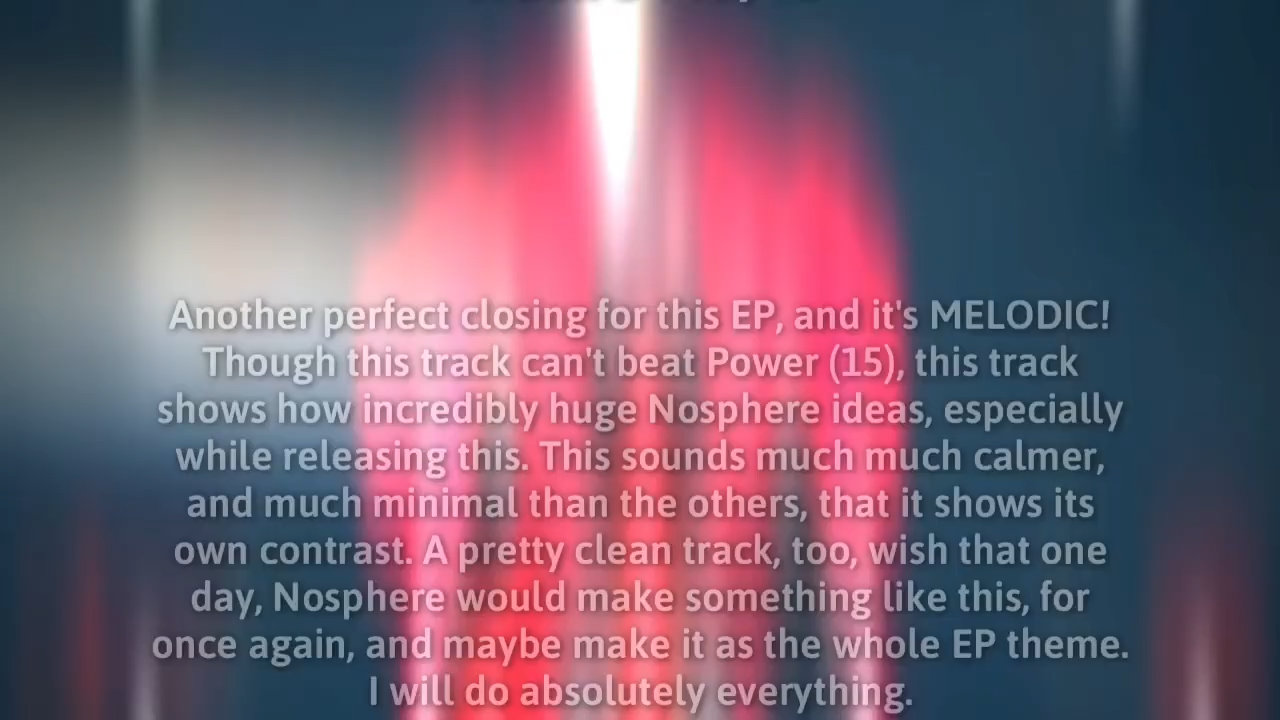 Another perfect closing for this EP, and it's MELODIC!
Though this track can't beat Power (15), this track
shows how incredibly huge Nosphere ideas, especially
while releasing this. This sounds much much calmer,
and much minimal than the others, that it shows its
own contrast. A pretty clean track, too, wish that one
day, Nosphere would make something like this, for
once again, and maybe make it as the whole EP theme.
I will do absolutely everything.